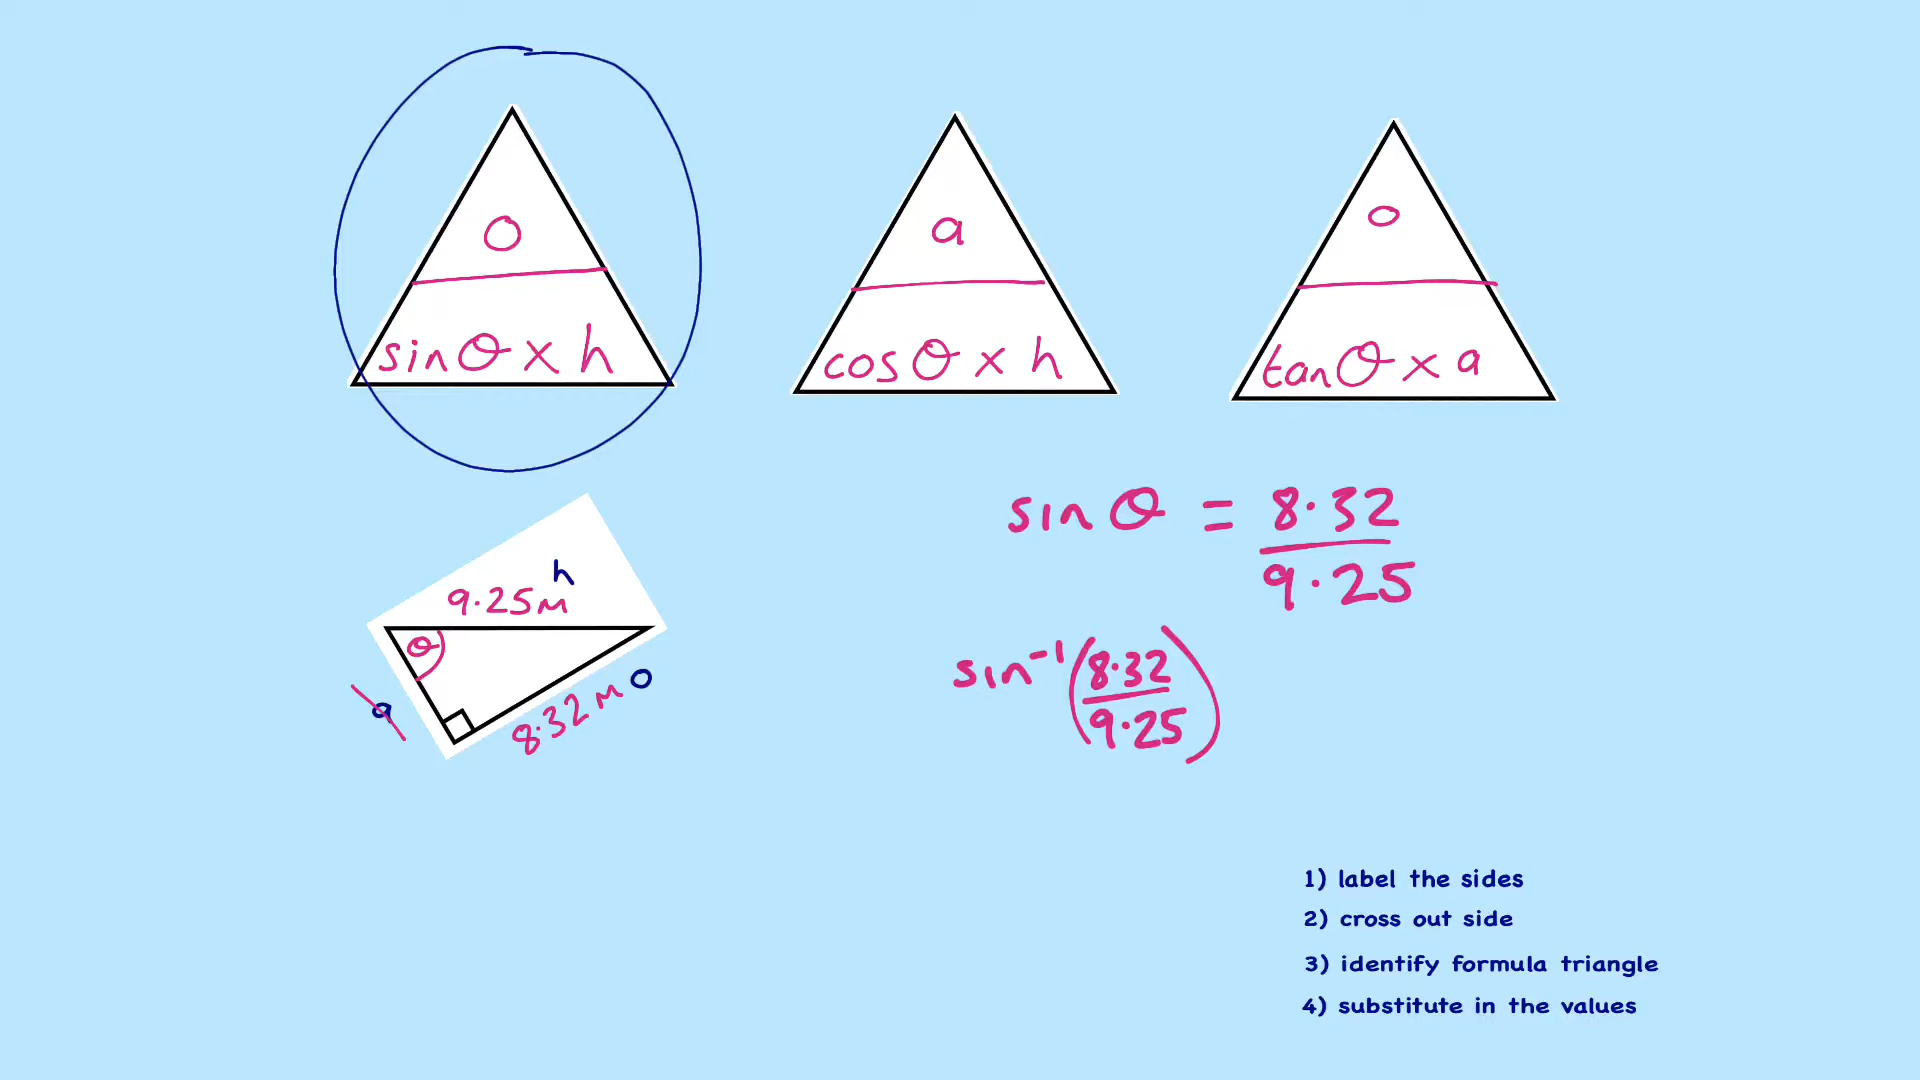 o
sinθ × h
a
cosθ × h
o
tanθ × a
sin θ = 8.32
9.25
h
9.25m
θ
a
8.32m o
sin⁻¹(8.32
9.25)
1) label the sides
2) cross out side
3) identify formula triangle
4) substitute in the values